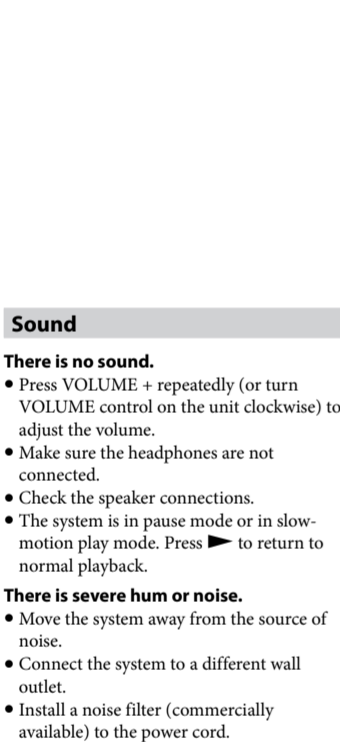 Sound
There is no sound.
• Press VOLUME + repeatedly (or turn
VOLUME control on the unit clockwise) to
adjust the volume.
• Make sure the headphones are not
connected.
• Check the speaker connections.
• The system is in pause mode or in slow-
motion play mode. Press ► to return to
normal playback.
There is severe hum or noise.
• Move the system away from the source of
noise.
• Connect the system to a different wall
outlet.
• Install a noise filter (commercially
available) to the power cord.